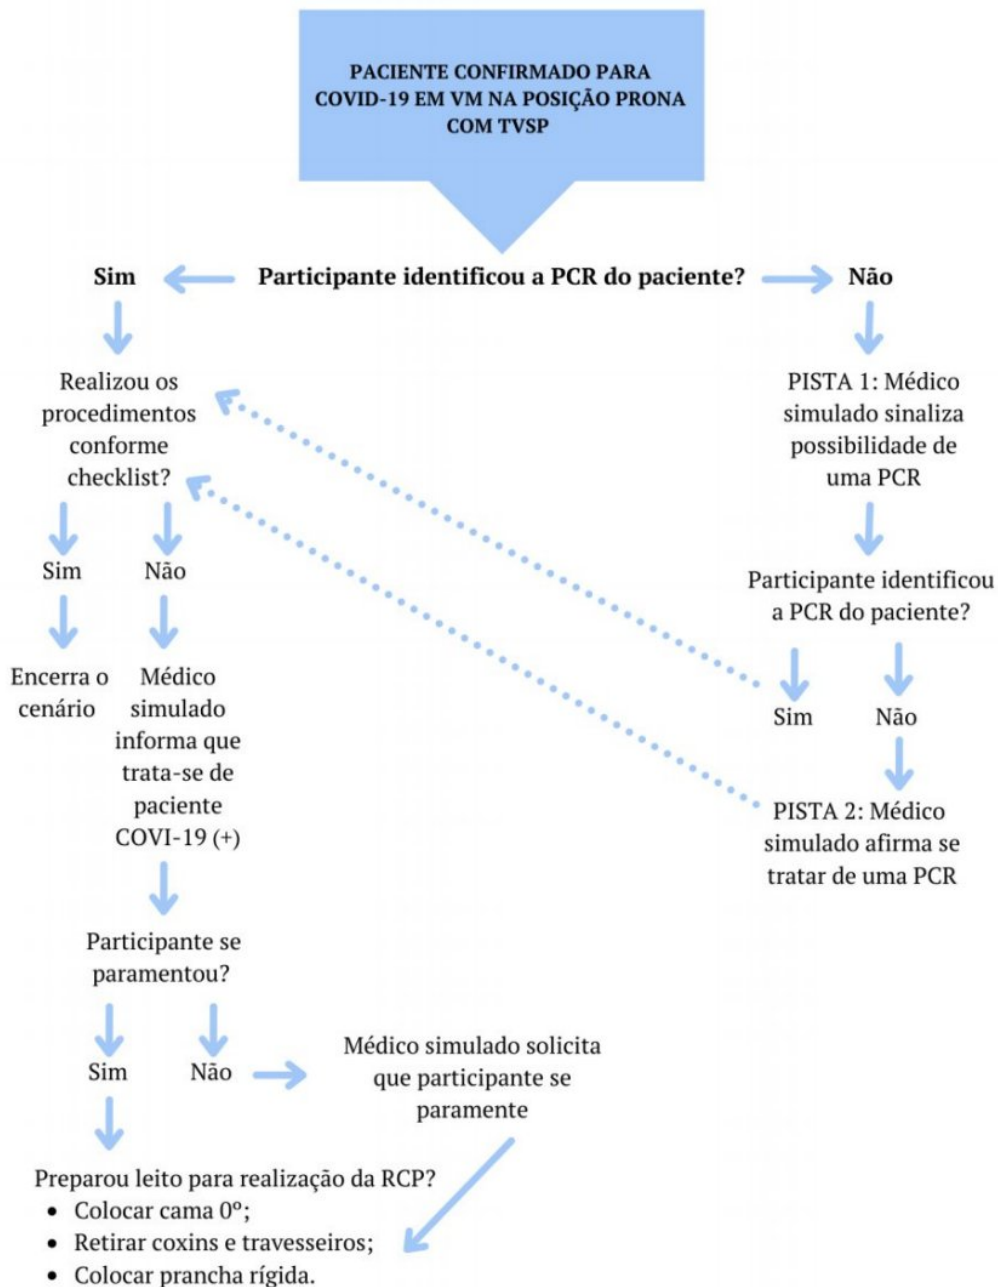 PACIENTE CONFIRMADO PARA
COVID-19 EM VM NA POSIÇÃO PRONA
COM TVSP
Sim
Participante identificou a PCR do paciente?
Não
Realizou os
procedimentos
conforme
checklist?
Sim
Não
Encerra o
cenário
Médico
simulado
informa que
trata-se de
paciente
COVI-19 (+)
Participante se
paramentou?
Sim
Não
Médico simulado solicita
que participante se
paramente
Preparou leito para realização da RCP?
• Colocar cama 0º;
• Retirar coxins e travesseiros;
• Colocar prancha rígida.
PISTA 1: Médico
simulado sinaliza
possibilidade de
uma PCR
Participante identificou
a PCR do paciente?
Sim
Não
PISTA 2: Médico
simulado afirma se
tratar de uma PCR